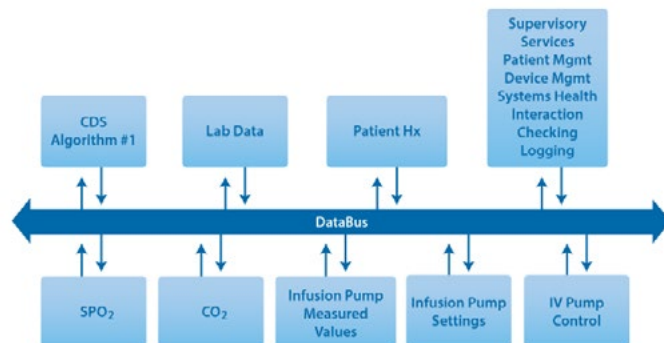 Supervisory
Services
Patient Mgmt
Device Mgmt
Systems Health
Interaction
Checking
Logging
CDS
Algorithm #1
Lab Data
Patient Hx
DataBus
SPO₂
CO₂
Infusion Pump
Measured
Values
Infusion Pump
Settings
IV Pump
Control